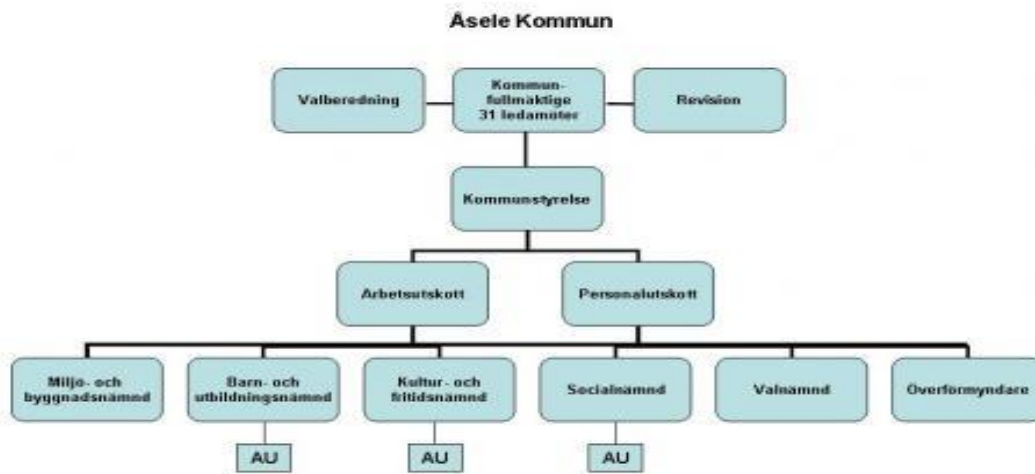 Åsele Kommun
Valberedning
Kommun-
fullmäktige
31 ledamöter
Revision
Kommunstyrelse
Arbetsutskott
Personalutskott
Miljö- och
byggnadsnämnd
Barn- och
utbildningsnämnd
Kultur- och
fritidsnämnd
Socialnämnd
Valnämnd
Överförmyndare
AU
AU
AU